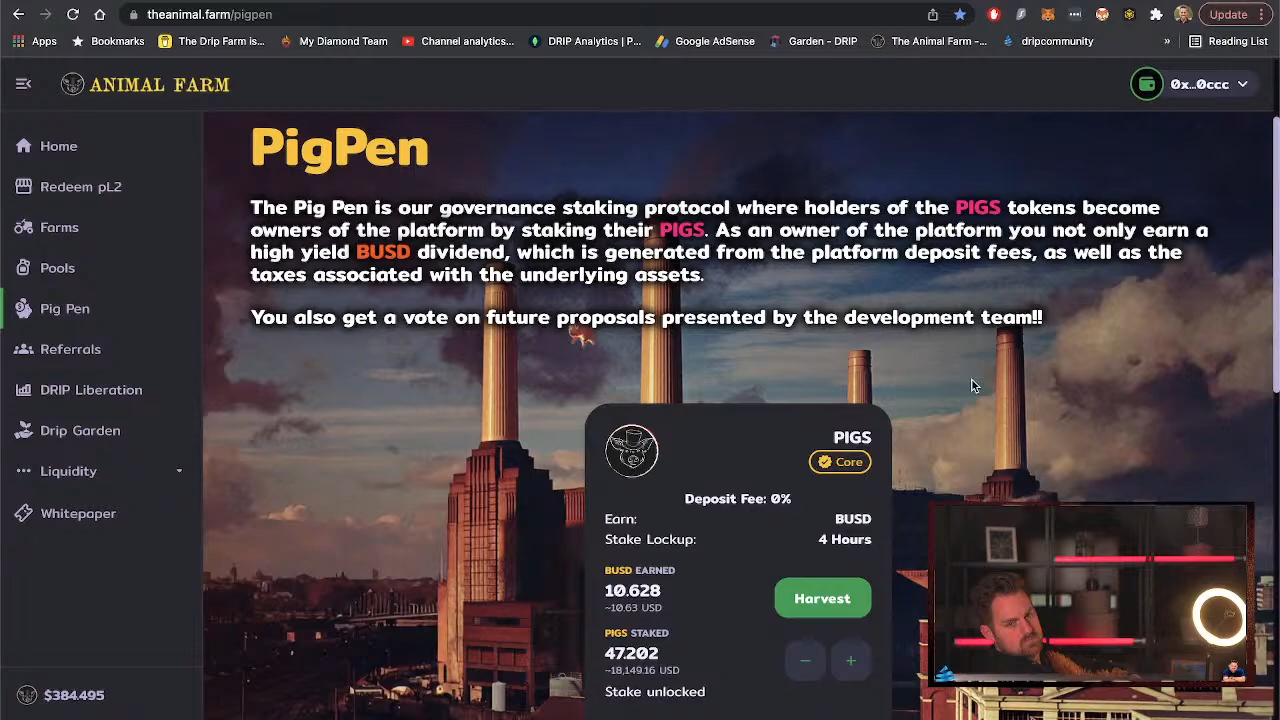 theanimal.farm/pigpen
Update
Apps
Bookmarks
The Drip Farm is...
My Diamond Team
Channel analytics...
DRIP Analytics | P...
Google AdSense
Garden - DRIP
The Animal Farm -...
dripcommunity
»
Reading List
ANIMAL FARM
0x...0ccc
Home
Redeem pL2
Farms
Pools
Pig Pen
Referrals
DRIP Liberation
Drip Garden
Liquidity
Whitepaper
$384.495
PigPen
The Pig Pen is our governance staking protocol where holders of the PIGS tokens become
owners of the platform by staking their PIGS. As an owner of the platform you not only earn a
high yield BUSD dividend, which is generated from the platform deposit fees, as well as the
taxes associated with the underlying assets.
You also get a vote on future proposals presented by the development team!!
PIGS
Core
Deposit Fee: 0%
Earn: BUSD
Stake Lockup: 4 Hours
BUSD EARNED
10.628
~10.63 USD
Harvest
PIGS STAKED
47.202
~18,149.16 USD
Stake unlocked